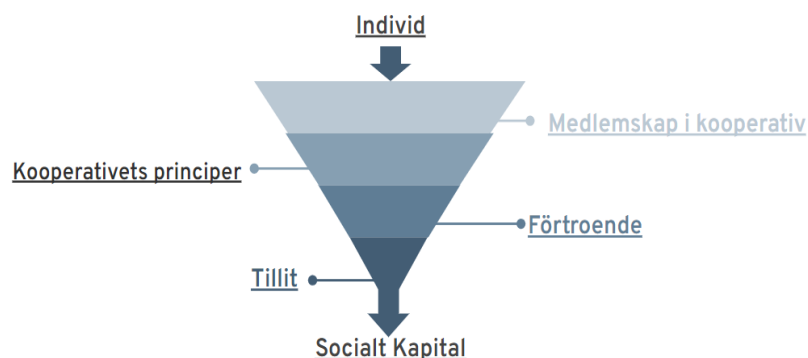 Individ
Medlemskap i kooperativ
Kooperativets principer
Förtroende
Tillit
Socialt Kapital